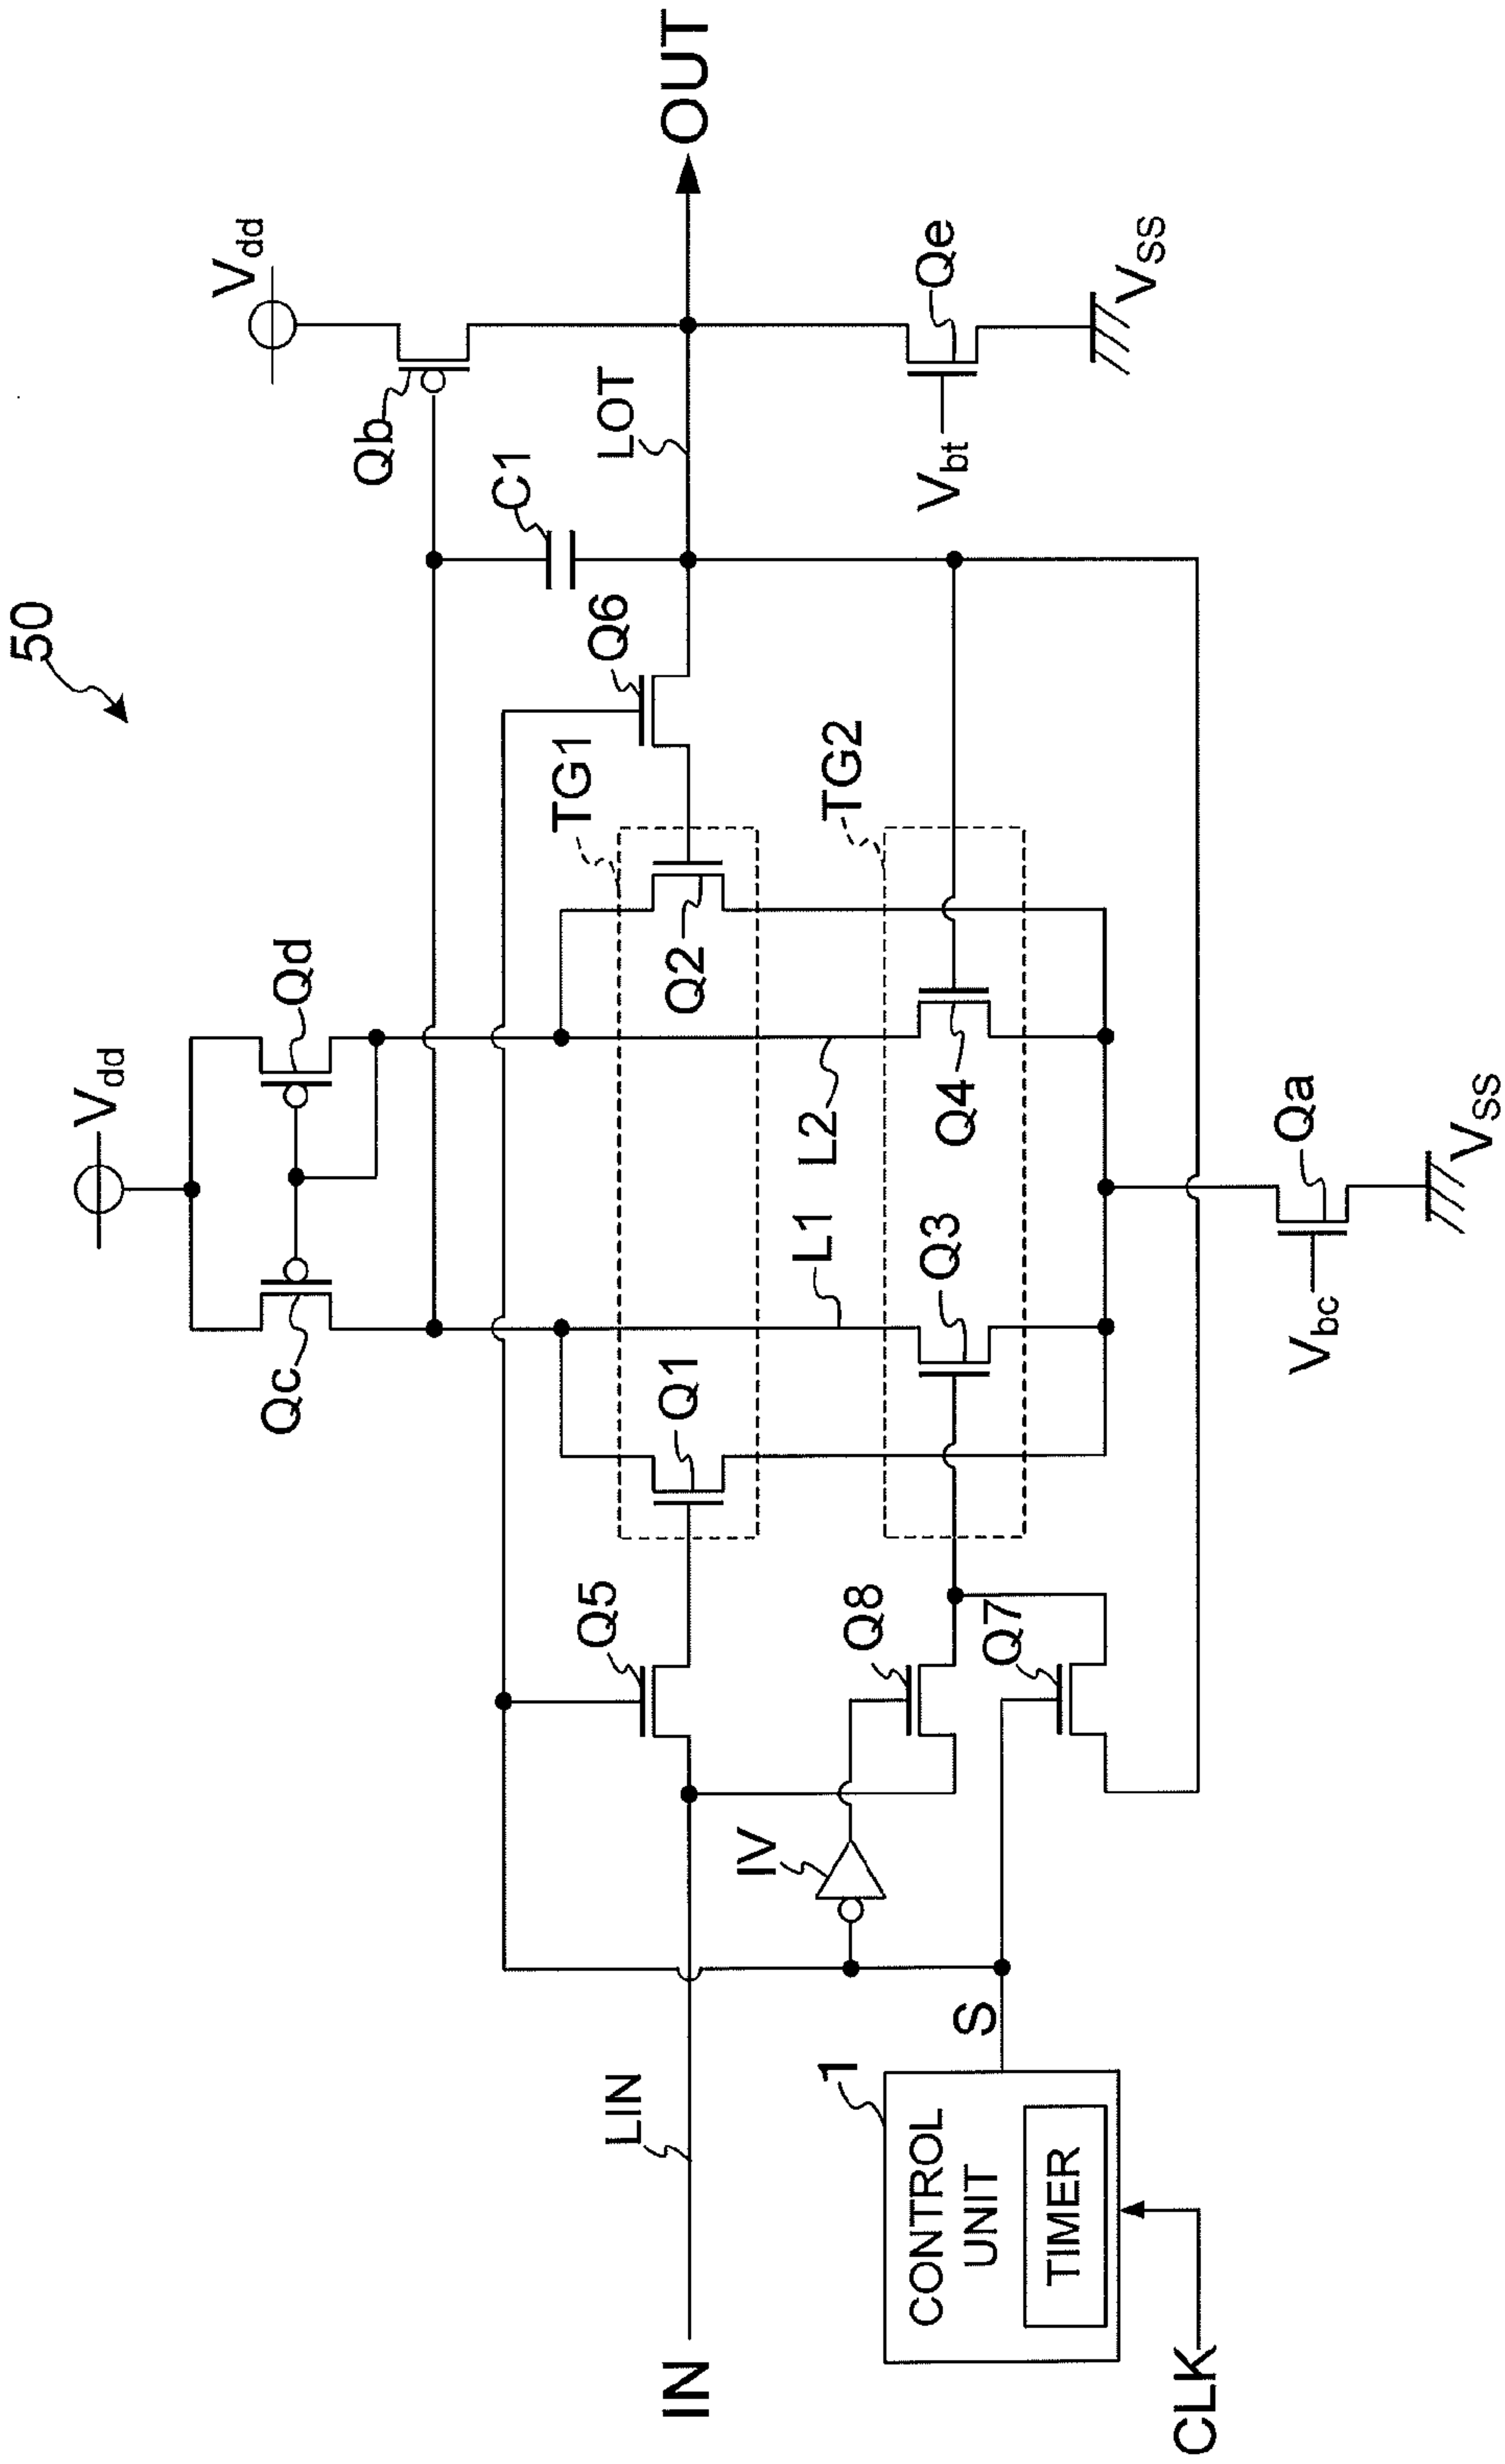 50
Vdd
Vdd
Qd
Qc
Qb
C1
LOT
OUT
Q6
TG1
Q5
Q1
Q2
LIN
IN
IV
Q8
TG2
L1
L2
Q3
Q4
Q7
Vbt
Qe
VSS
1
CONTROL
UNIT
TIMER
S
CLK
Vbc
Qa
VSS